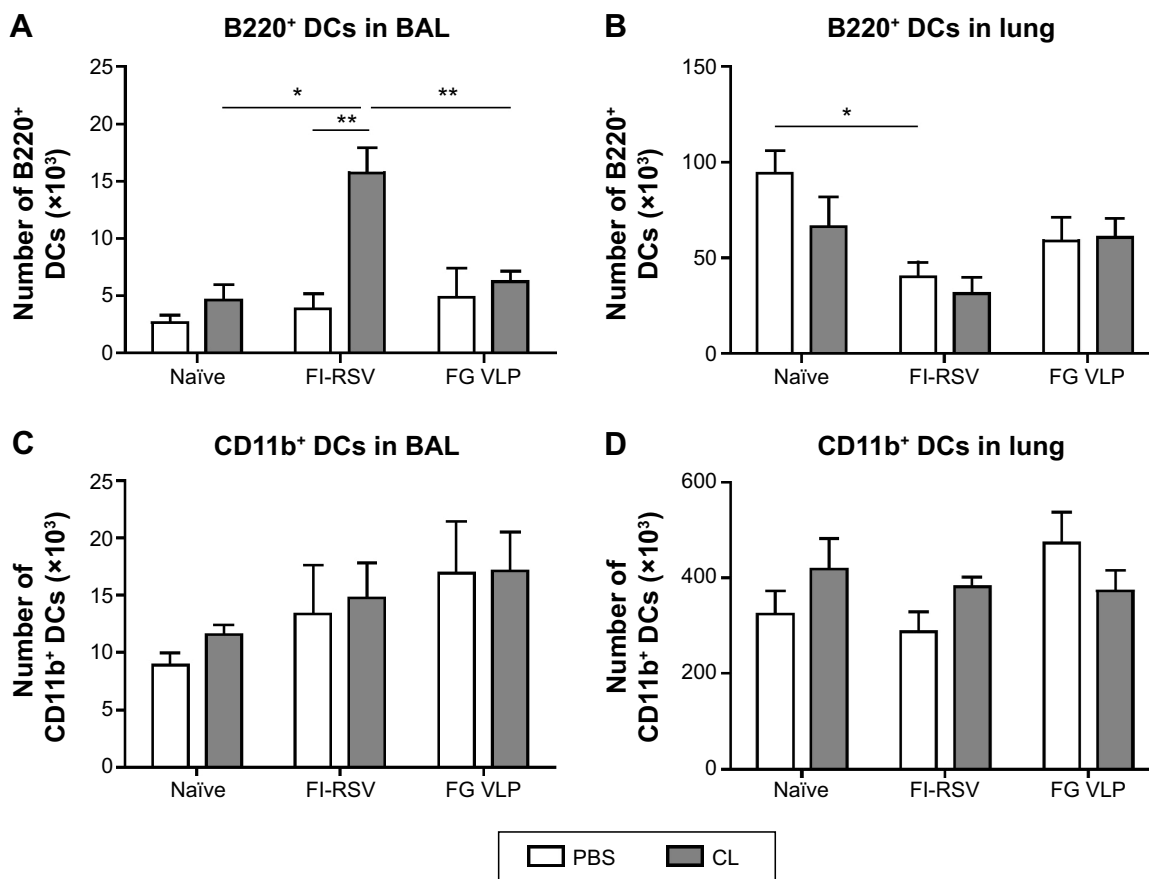 A
B220⁺ DCs in BAL
Number of B220⁺
DCs (×10³)
25
20
15
10
5
0
*
**
**
Naïve
FI-RSV
FG VLP
B
B220⁺ DCs in lung
Number of B220⁺
DCs (×10³)
150
100
50
0
*
Naïve
FI-RSV
FG VLP
C
CD11b⁺ DCs in BAL
Number of
CD11b⁺ DCs (×10³)
25
20
15
10
5
0
Naïve
FI-RSV
FG VLP
D
CD11b⁺ DCs in lung
Number of
CD11b⁺ DCs (×10³)
600
400
200
0
Naïve
FI-RSV
FG VLP
PBS
CL